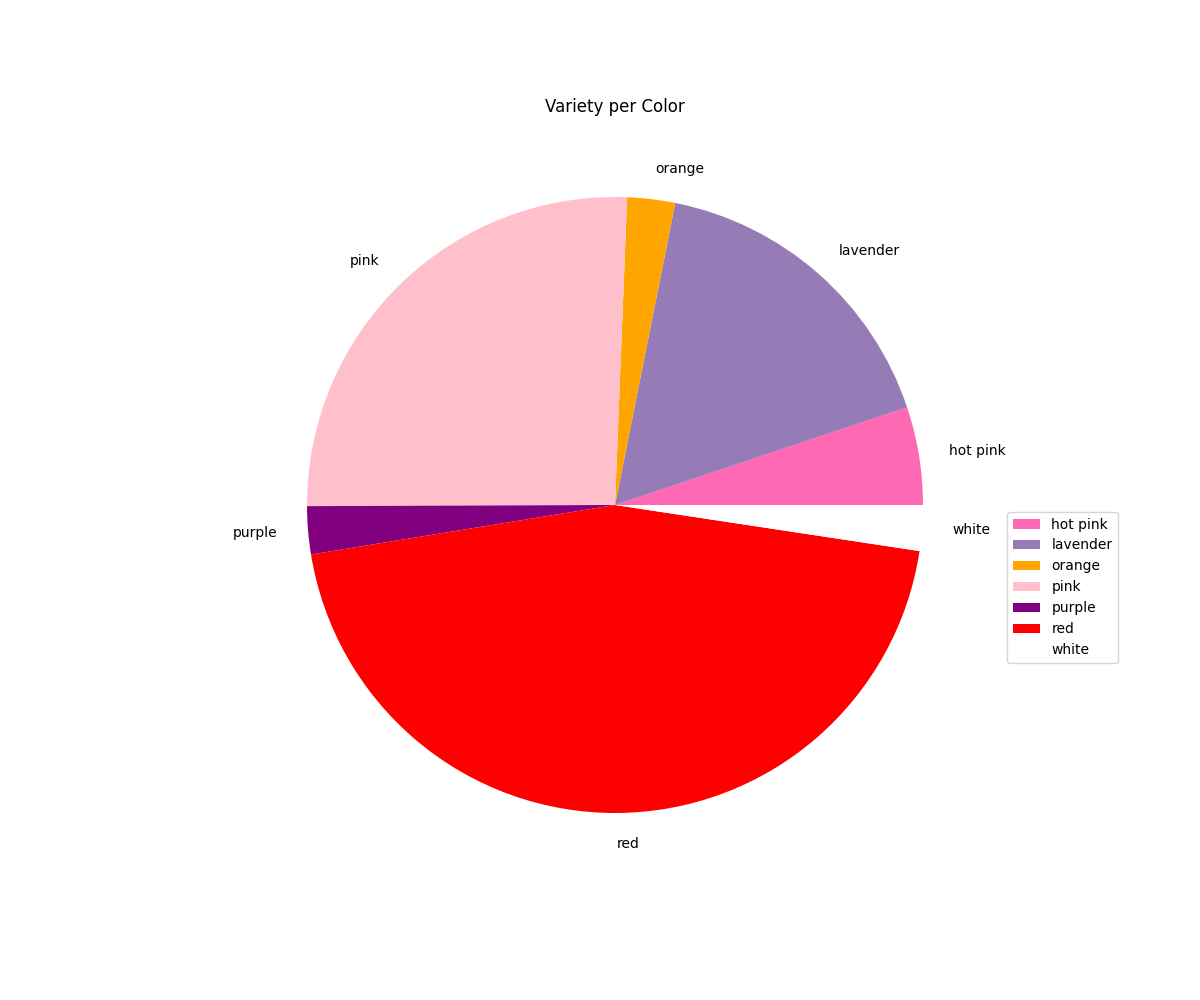 Variety per Color
orange
lavender
pink
hot pink
white
purple
red
hot pink
lavender
orange
pink
purple
red
white